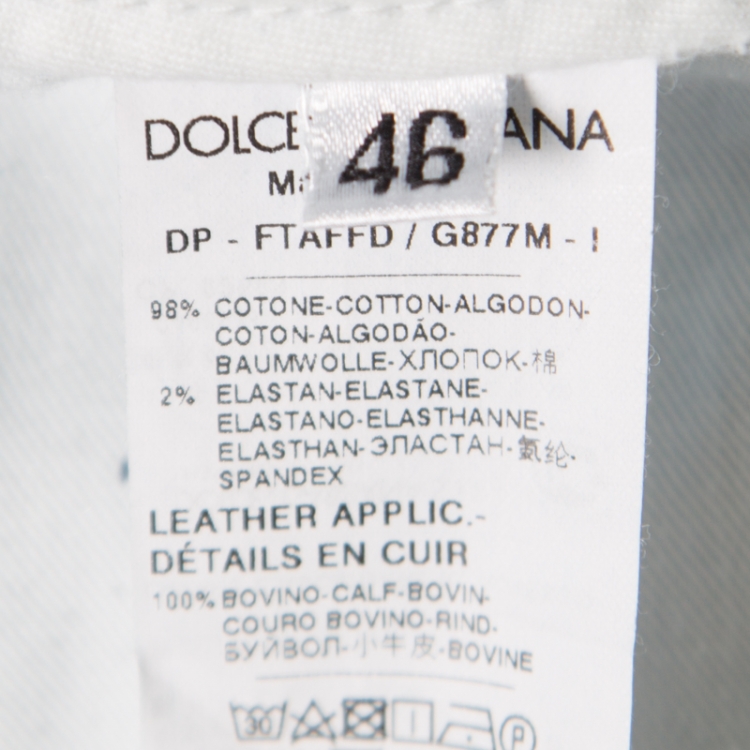 DOLCE ANA
46
DP - FTAFFD / G877M - I
98% COTONE-COTTON-ALGODON-
COTON-ALGODÃO-
BAUMWOLLE-ХЛОПОК-棉
2% ELASTAN-ELASTANE-
ELASTANO-ELASTHANNE-
ELASTHAN-ЭЛАСТАН-氨纶-
SPANDEX
LEATHER APPLIC.-
DÉTAILS EN CUIR
100% BOVINO-CALF-BOVIN-
COURO BOVINO-RIND-
БУЙВОЛ-小牛皮-BOVINE
30
P